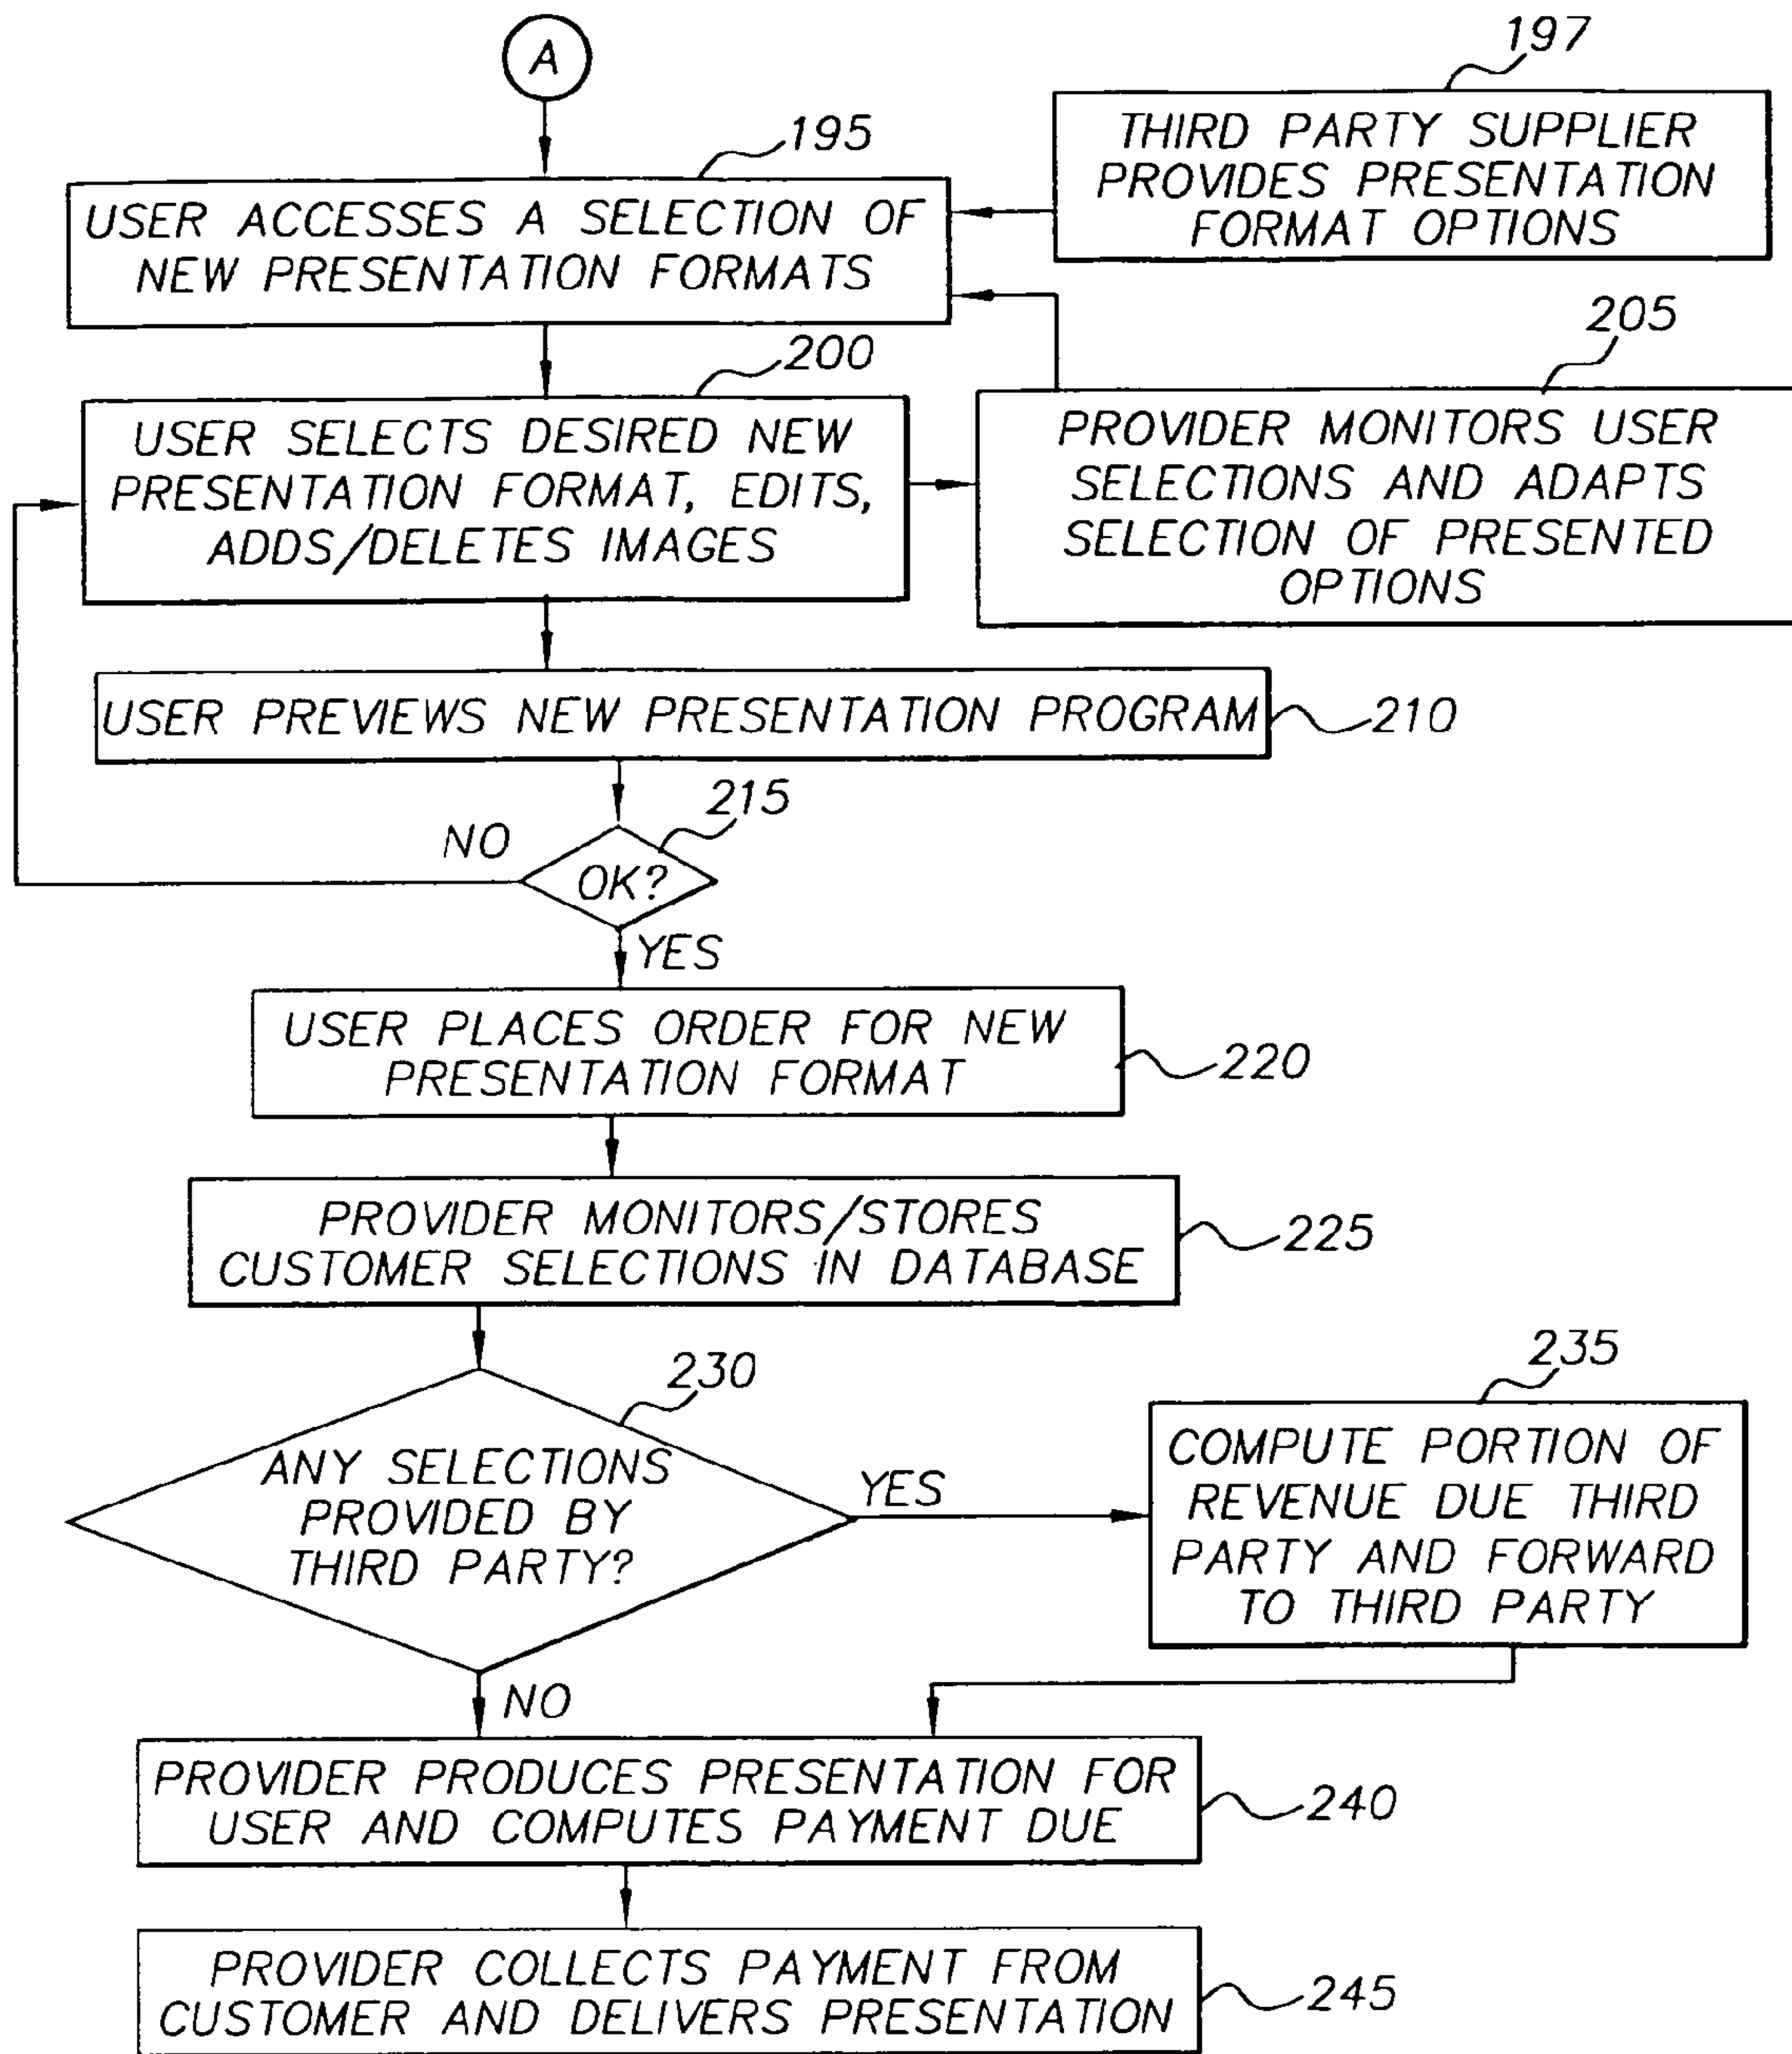 A
197
THIRD PARTY SUPPLIER
PROVIDES PRESENTATION
FORMAT OPTIONS
195
USER ACCESSES A SELECTION OF
NEW PRESENTATION FORMATS
205
PROVIDER MONITORS USER
SELECTIONS AND ADAPTS
SELECTION OF PRESENTED
OPTIONS
200
USER SELECTS DESIRED NEW
PRESENTATION FORMAT, EDITS,
ADDS/DELETES IMAGES
USER PREVIEWS NEW PRESENTATION PROGRAM
210
215
NO
OK?
YES
USER PLACES ORDER FOR NEW
PRESENTATION FORMAT
220
PROVIDER MONITORS/STORES
CUSTOMER SELECTIONS IN DATABASE
225
230
ANY SELECTIONS
PROVIDED BY
THIRD PARTY?
YES
235
COMPUTE PORTION OF
REVENUE DUE THIRD
PARTY AND FORWARD
TO THIRD PARTY
NO
PROVIDER PRODUCES PRESENTATION FOR
USER AND COMPUTES PAYMENT DUE
240
PROVIDER COLLECTS PAYMENT FROM
CUSTOMER AND DELIVERS PRESENTATION
245